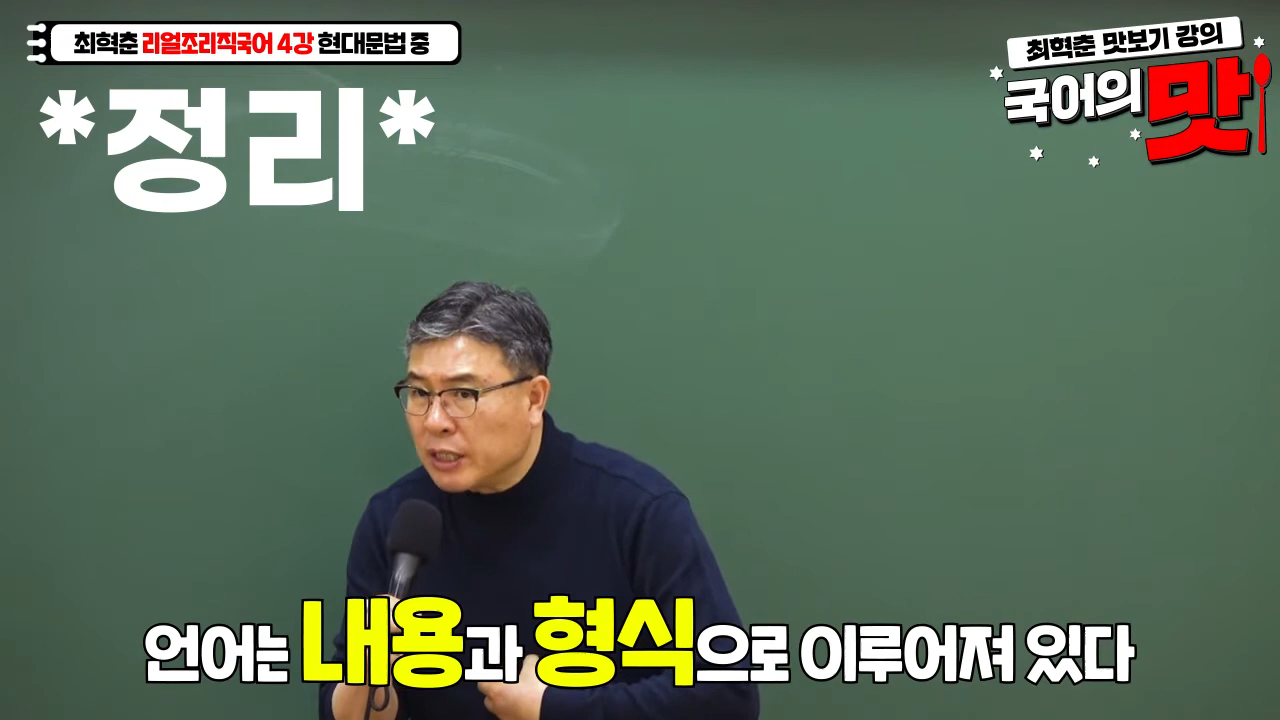 최혁춘 리얼조리직국어 4강 현대문법 중
최혁춘 맛보기 강의
국어의 맛
*정리*
언어는 내용과 형식으로 이루어져 있다